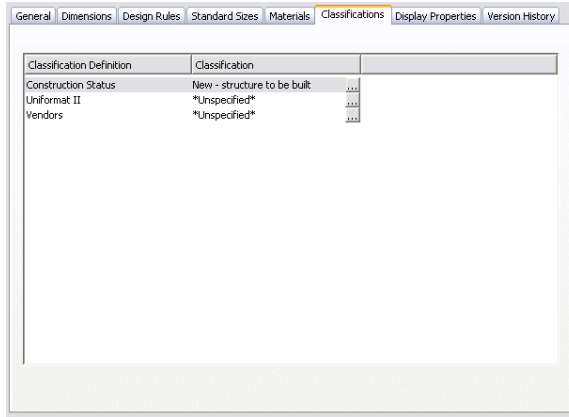 General Dimensions Design Rules Standard Sizes Materials Classifications Display Properties Version History
Classification Definition Classification
Construction Status New - structure to be built ...
Uniformat II *Unspecified* ...
Vendors *Unspecified* ...